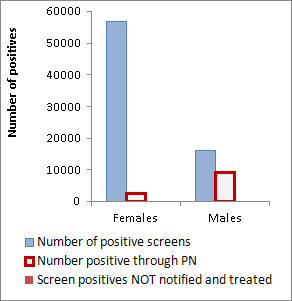 Number of positives
60000
50000
40000
30000
20000
10000
0
Females Males
Number of positive screens
Number positive through PN
Screen positives NOT notified and treated